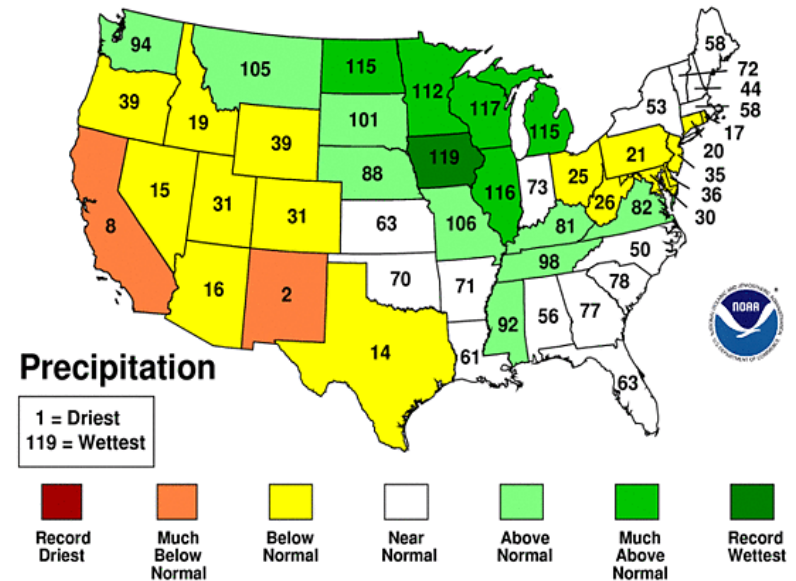 94
105
115
112
117
115
58
72
44
58
53
17
20
35
36
30
39
19
39
101
119
88
116
73
25
21
26
15
31
31
63
106
81
82
8
16
2
70
71
98
50
78
14
61
92
56
77
63
NOAA
Precipitation
1 = Driest
119 = Wettest
Record
Driest
Much
Below
Normal
Below
Normal
Near
Normal
Above
Normal
Much
Above
Normal
Record
Wettest